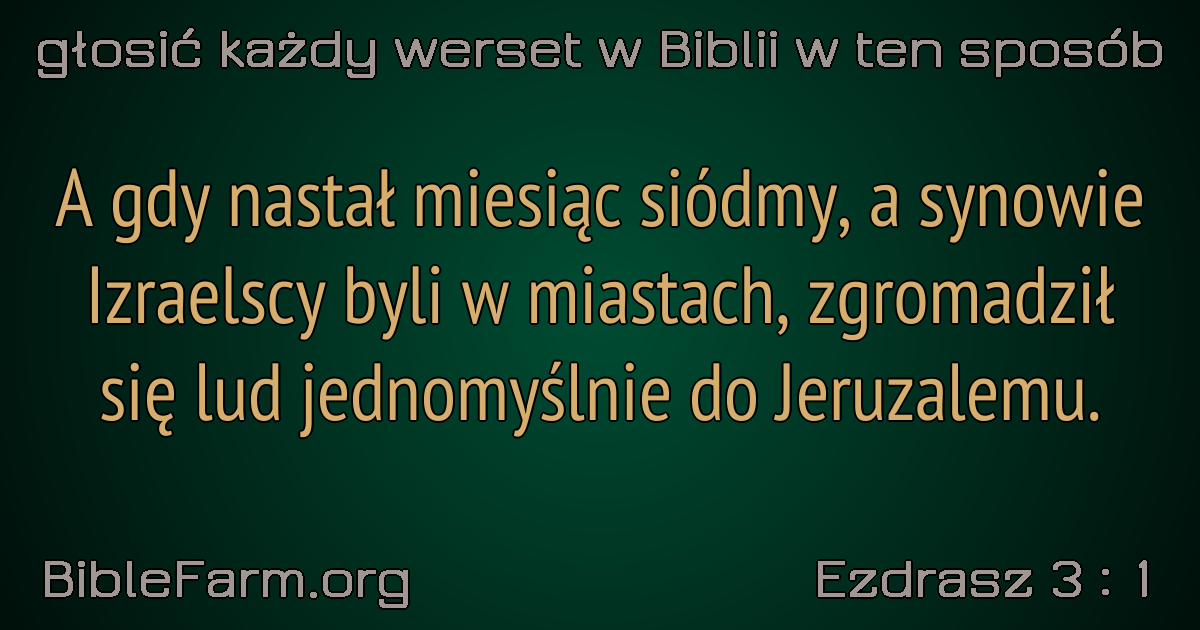 głosić każdy werset w Biblii w ten sposób
A gdy nastał miesiąc siódmy, a synowie
Izraelscy byli w miastach, zgromadził
się lud jednomyślnie do Jeruzalemu.
BibleFarm.org
Ezdrasz 3 : 1